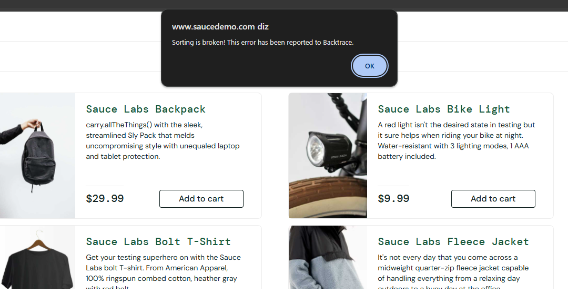 www.saucedemo.com diz
Sorting is broken! This error has been reported to Backtrace.
OK
Sauce Labs Backpack
carry.allTheThings() with the sleek,
streamlined Sly Pack that melds
uncompromising style with unequaled laptop
and tablet protection.
$29.99
Add to cart
Sauce Labs Bike Light
A red light isn't the desired state in testing but
it sure helps when riding your bike at night.
Water-resistant with 3 lighting modes, 1 AAA
battery included.
$9.99
Add to cart
Sauce Labs Bolt T-Shirt
Get your testing superhero on with the Sauce
Labs bolt T-shirt. From American Apparel,
100% ringspun combed cotton, heather gray
with red bolt.
Sauce Labs Fleece Jacket
It's not every day that you come across a
midweight quarter-zip fleece jacket capable
of handling everything from a relaxing day
outdoors to a busy day at the office.